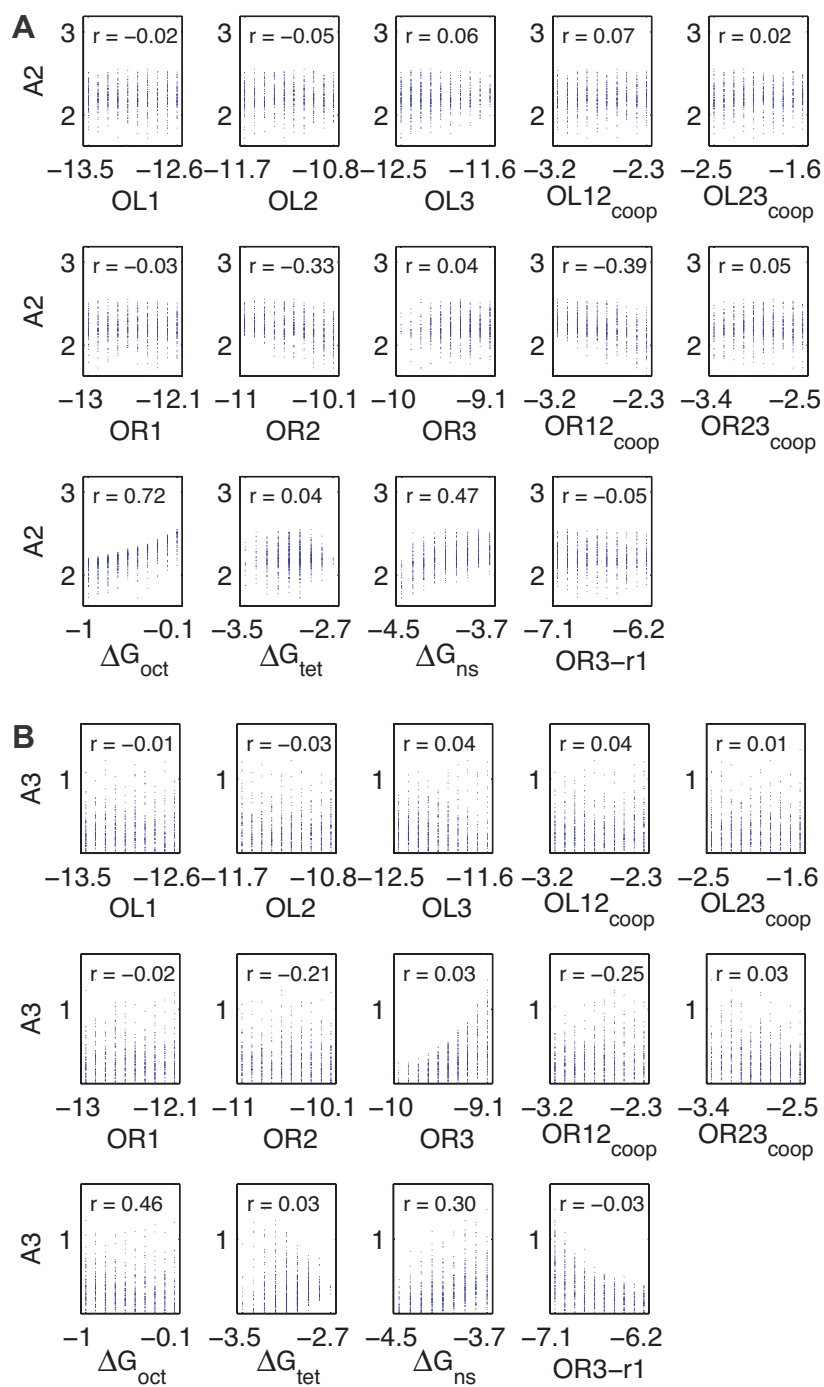 A
3 r = −0.02 r = −0.05 r = 0.06 r = 0.07 r = 0.02
A2
2
−13.5 −12.6 −11.7 −10.8 −12.5 −11.6 −3.2 −2.3 −2.5 −1.6
OL1 OL2 OL3 OL12coop OL23coop
3 r = −0.03 3 r = −0.33 3 r = 0.04 3 r = −0.39 3 r = 0.05
A2
2 2 2 2 2
−13 −12.1 −11 −10.1 −10 −9.1 −3.2 −2.3 −3.4 −2.5
OR1 OR2 OR3 OR12coop OR23coop
3 r = 0.72 3 r = 0.04 3 r = 0.47 3 r = −0.05
A2
2 2 2 2
−1 −0.1 −3.5 −2.7 −4.5 −3.7 −7.1 −6.2
ΔGoct ΔGtet ΔGns OR3−r1
B
r = −0.01 r = −0.03 r = 0.04 r = 0.04 r = 0.01
A3 1 1 1 1 1
−13.5 −12.6 −11.7 −10.8 −12.5 −11.6 −3.2 −2.3 −2.5 −1.6
OL1 OL2 OL3 OL12coop OL23coop
r = −0.02 r = −0.21 r = 0.03 r = −0.25 r = 0.03
A3 1 1 1 1 1
−13 −12.1 −11 −10.1 −10 −9.1 −3.2 −2.3 −3.4 −2.5
OR1 OR2 OR3 OR12coop OR23coop
r = 0.46 r = 0.03 r = 0.30 r = −0.03
A3 1 1 1 1
−1 −0.1 −3.5 −2.7 −4.5 −3.7 −7.1 −6.2
ΔGoct ΔGtet ΔGns OR3−r1